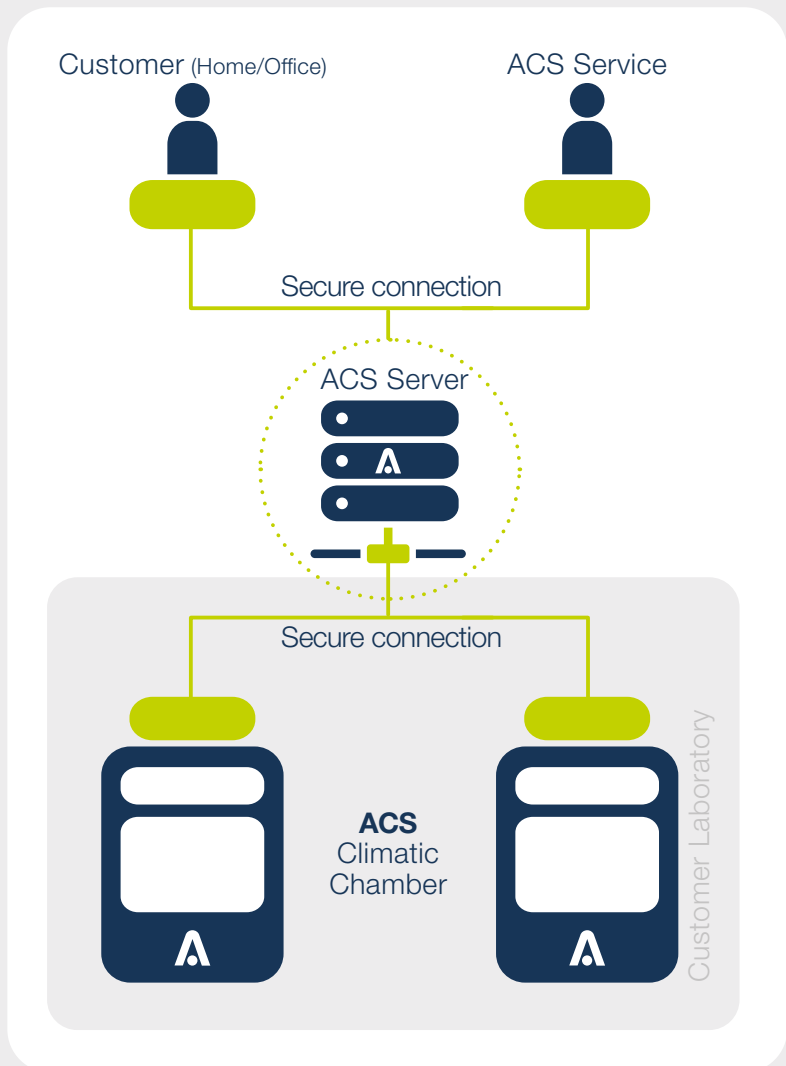 Customer (Home/Office)
ACS Service
Secure connection
ACS Server
Secure connection
ACS
Climatic
Chamber
Customer Laboratory